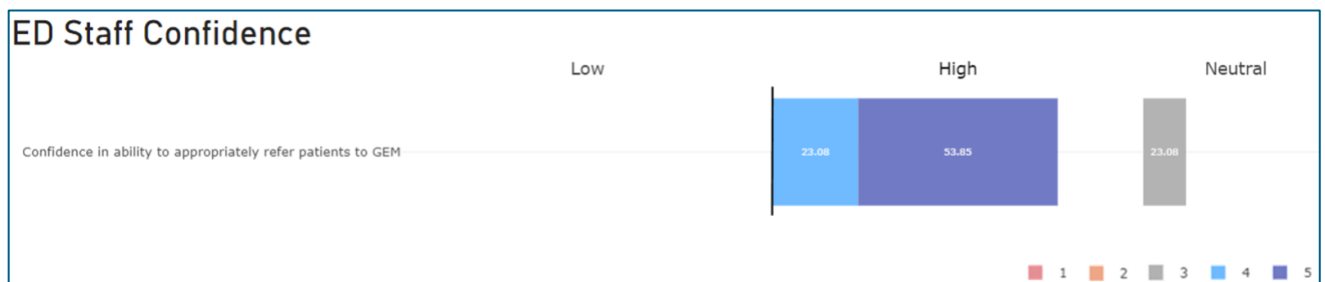 ED Staff Confidence
Low High Neutral
Confidence in ability to appropriately refer patients to GEM 23.08 53.85 23.08
1 2 3 4 5